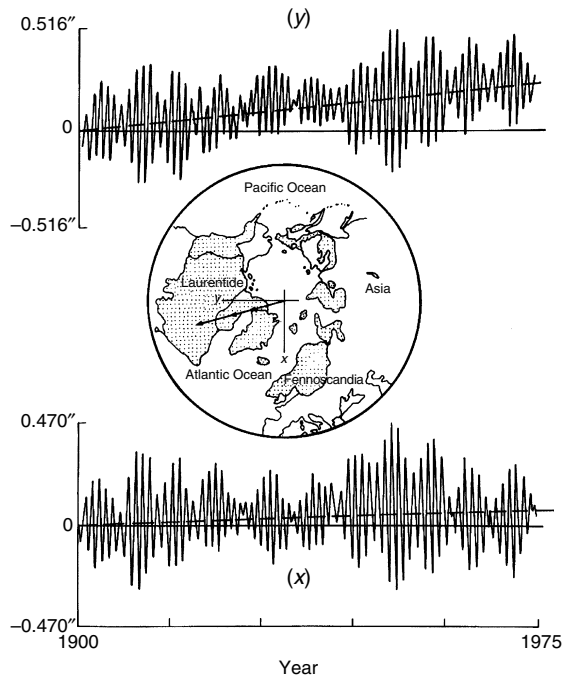 (y)
0.516″
0
−0.516″
Pacific Ocean
Laurentide
y
Asia
x
Atlantic Ocean
Fennoscandia
0.470″
0
(x)
−0.470″
1900
1975
Year